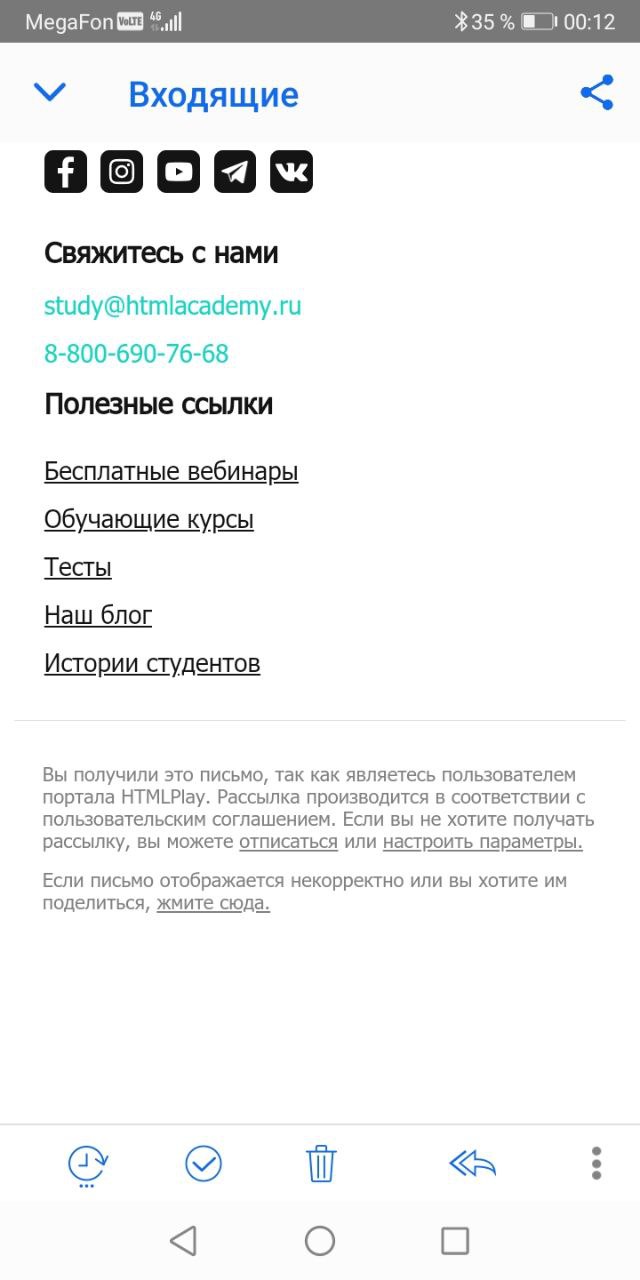 MegaFon VoLTE 4G 35 % 00:12
Входящие
Свяжитесь с нами
study@htmlacademy.ru
8-800-690-76-68
Полезные ссылки
Бесплатные вебинары
Обучающие курсы
Тесты
Наш блог
Истории студентов
Вы получили это письмо, так как являетесь пользователем
портала HTMLPlay. Рассылка производится в соответствии с
пользовательским соглашением. Если вы не хотите получать
рассылку, вы можете отписаться или настроить параметры.
Если письмо отображается некорректно или вы хотите им
поделиться, жмите сюда.